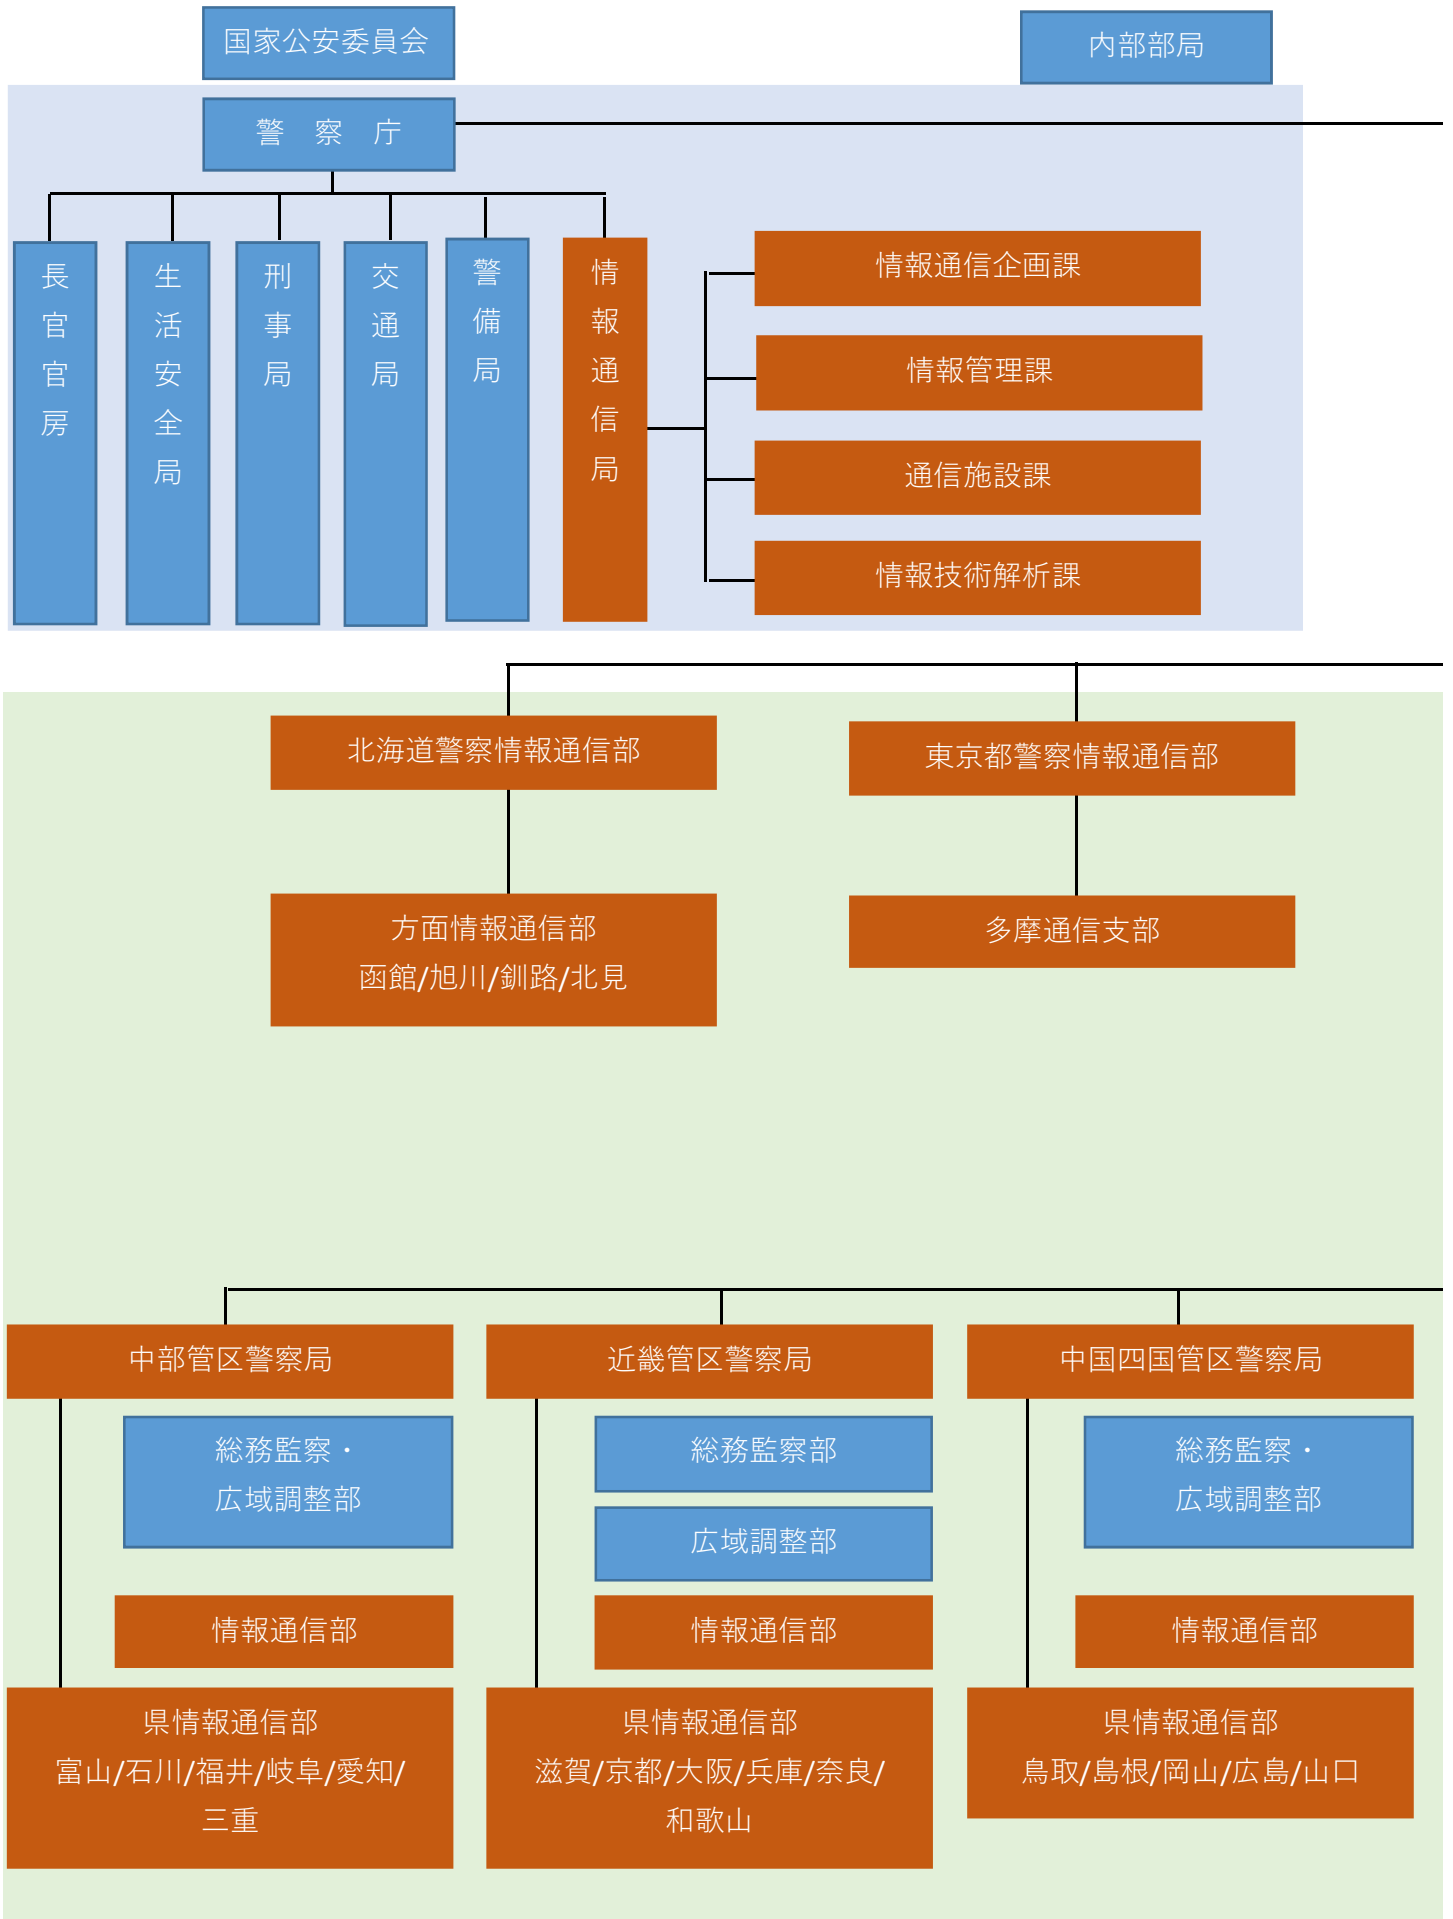 国家公安委員会
内部部局
警　察　庁
長官官房
生活安全局
刑事局
交通局
警備局
情報通信局
情報通信企画課
情報管理課
通信施設課
情報技術解析課
北海道警察情報通信部
東京都警察情報通信部
方面情報通信部
函館/旭川/釧路/北見
多摩通信支部
中部管区警察局
近畿管区警察局
中国四国管区警察局
総務監察・
広域調整部
総務監察部
広域調整部
総務監察・
広域調整部
情報通信部
情報通信部
情報通信部
県情報通信部
富山/石川/福井/岐阜/愛知/
三重
県情報通信部
滋賀/京都/大阪/兵庫/奈良/
和歌山
県情報通信部
鳥取/島根/岡山/広島/山口